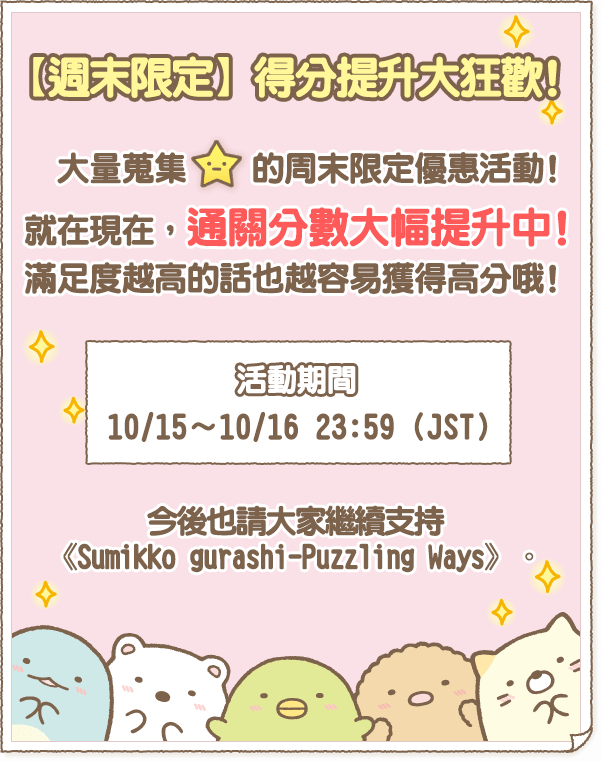 【週末限定】得分提升大狂歡!
大量蒐集 的周末限定優惠活動!
就在現在，通關分數大幅提升中!
滿足度越高的話也越容易獲得高分哦!
活動期間
10/15～10/16 23:59 (JST)
今後也請大家繼續支持
《Sumikko gurashi-Puzzling Ways》。